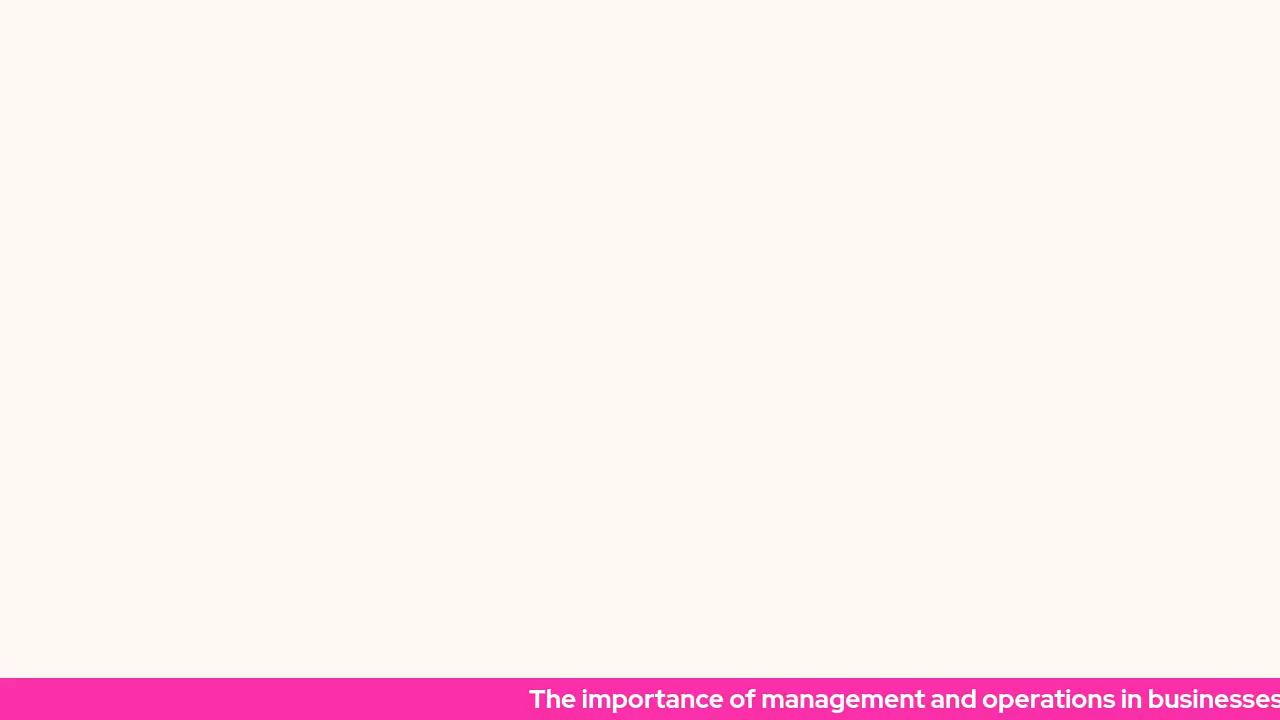 The importance of management and operations in businesses